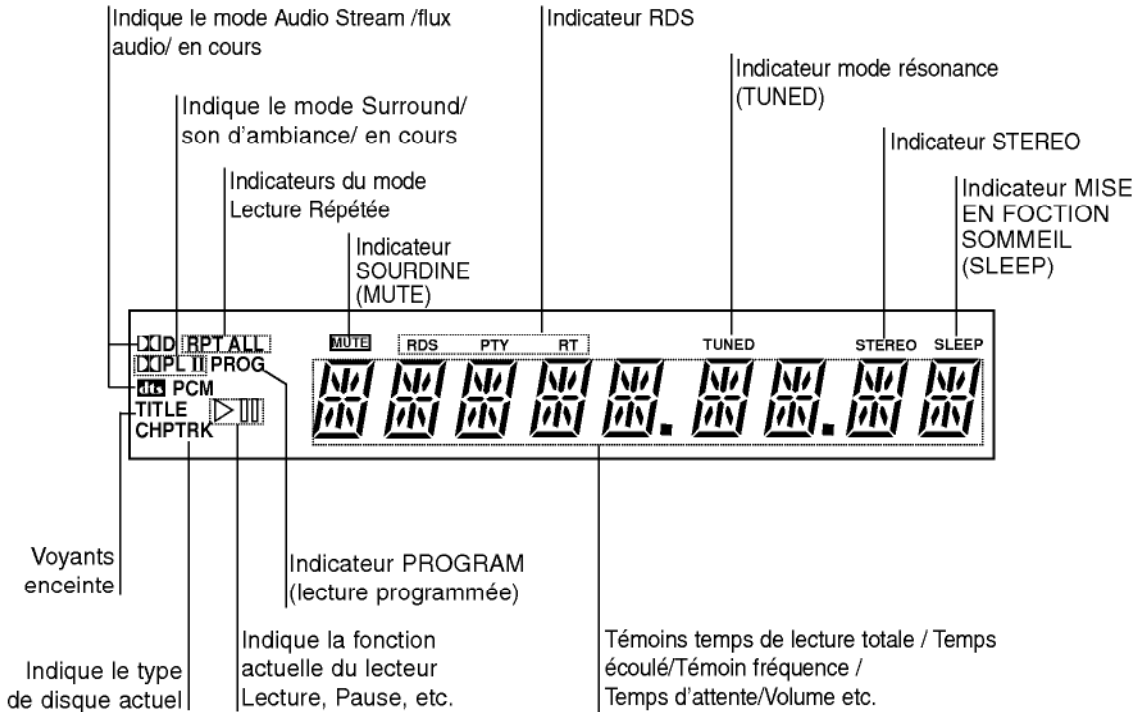 Indique le mode Audio Stream /flux
audio/ en cours
Indicateur RDS
Indicateur mode résonance
(TUNED)
Indique le mode Surround/
son d'ambiance/ en cours
Indicateur STEREO
Indicateurs du mode
Lecture Répétée
Indicateur MISE
EN FOCTION
SOMMEIL
(SLEEP)
Indicateur
SOURDINE
(MUTE)
D RPT ALL MUTE RDS PTY RT TUNED STEREO SLEEP
PL II PROG
dts PCM
TITLE
CHPTRK
Voyants
enceinte
Indicateur PROGRAM
(lecture programmée)
Indique le type
de disque actuel
Indique la fonction
actuelle du lecteur
Lecture, Pause, etc.
Témoins temps de lecture totale / Temps
écoulé/Témoin fréquence /
Temps d'attente/Volume etc.